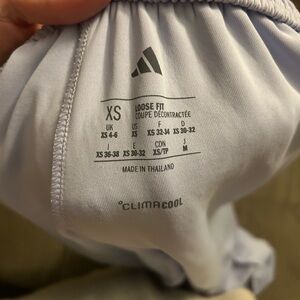 XS LOOSE FIT
COUPE DÉCONTRACTÉE
UK US F D
XS 4-6 XS XS 32-34 XS 30-32
I E CDN J
XS 36-38 XS 30-32 XS/TP M
MADE IN THAILAND
°CLIMACOOL